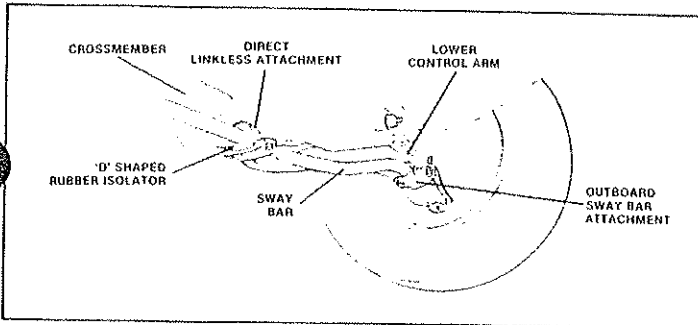 CROSSMEMBER
DIRECT
LINKLESS ATTACHMENT
LOWER
CONTROL ARM
'D' SHAPED
RUBBER ISOLATOR
SWAY
BAR
OUTBOARD
SWAY BAR
ATTACHMENT